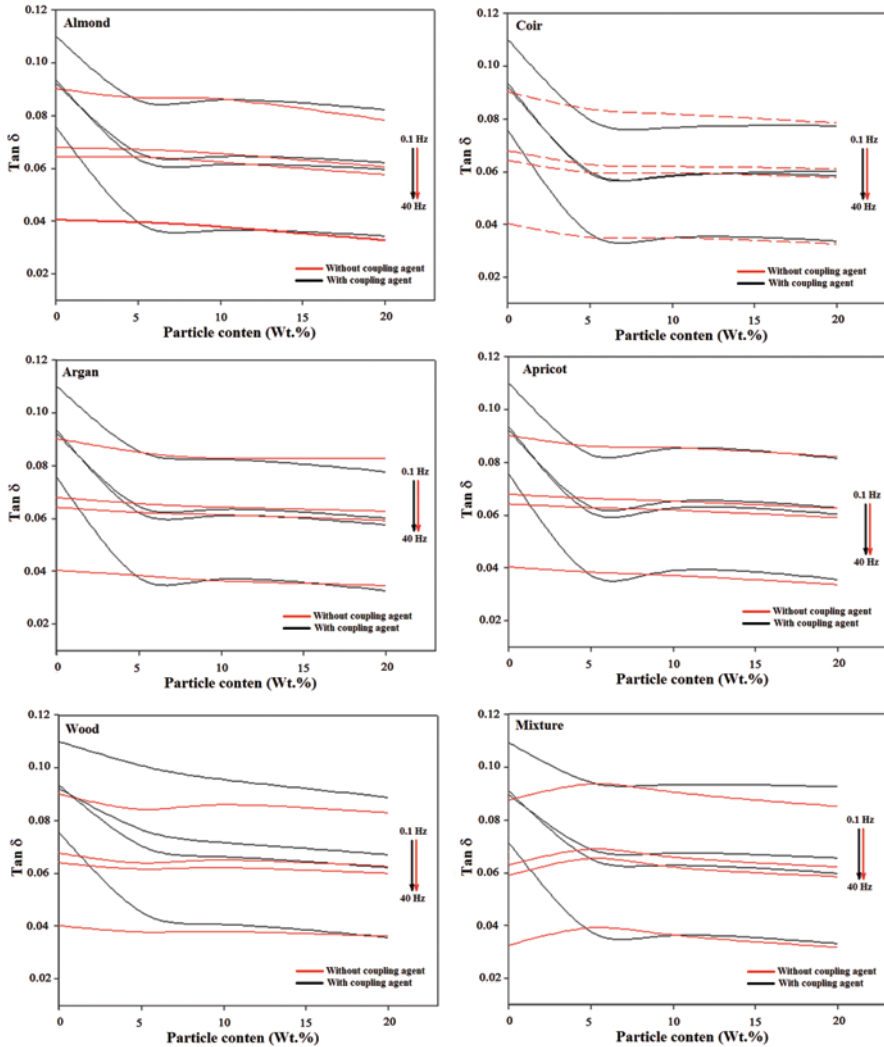 Almond
0.12
0.10
0.08
0.06
0.04
0.02
Tan δ
0.1 Hz
40 Hz
Without coupling agent
With coupling agent
0 5 10 15 20
Particle conten (Wt.%)
Coir
0.12
0.10
0.08
0.06
0.04
0.02
Tan δ
0.1 Hz
40 Hz
Without coupling agent
With coupling agent
0 5 10 15 20
Particle conten (Wt.%)
Argan
0.12
0.10
0.08
0.06
0.04
0.02
Tan δ
0.1 Hz
40 Hz
Without coupling agent
With coupling agent
0 5 10 15 20
Particle conten (Wt.%)
Apricot
0.12
0.10
0.08
0.06
0.04
0.02
Tan δ
0.1 Hz
40 Hz
Without coupling agent
With coupling agent
0 5 10 15 20
Particle conten (Wt.%)
Wood
0.12
0.10
0.08
0.06
0.04
0.02
Tan δ
0.1 Hz
40 Hz
Without coupling agent
With coupling agent
0 5 10 15 20
Particle conten (Wt.%)
Mixture
0.12
0.10
0.08
0.06
0.04
0.02
Tan δ
0.1 Hz
40 Hz
Without coupling agent
With coupling agent
0 5 10 15 20
Particle conten (Wt.%)